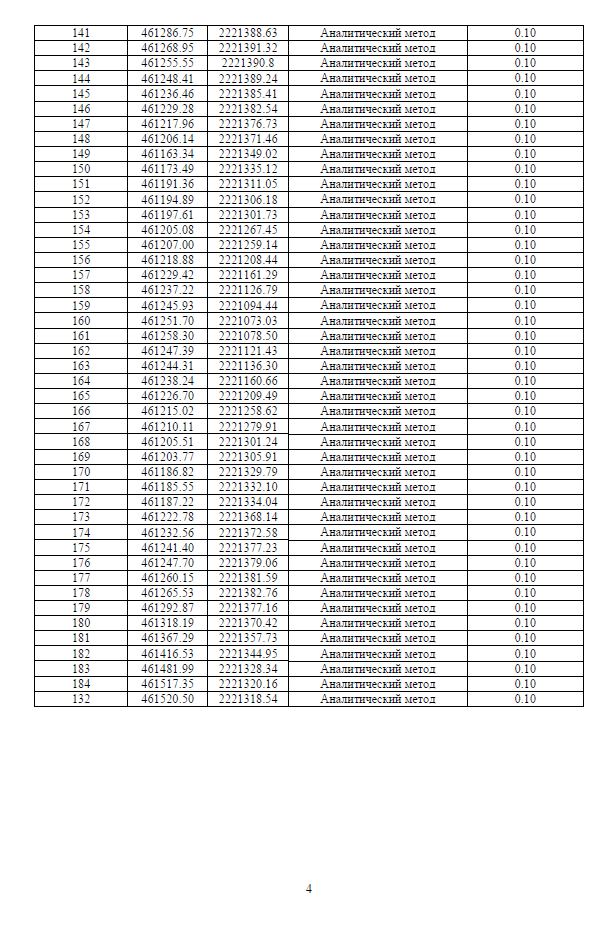 141 461286.75 2221388.63 Аналитический метод 0.10
142 461268.95 2221391.32 Аналитический метод 0.10
143 461255.55 2221390.8 Аналитический метод 0.10
144 461248.41 2221389.24 Аналитический метод 0.10
145 461236.46 2221385.41 Аналитический метод 0.10
146 461229.28 2221382.54 Аналитический метод 0.10
147 461217.96 2221376.73 Аналитический метод 0.10
148 461206.14 2221371.46 Аналитический метод 0.10
149 461163.34 2221349.02 Аналитический метод 0.10
150 461173.49 2221335.12 Аналитический метод 0.10
151 461191.36 2221311.05 Аналитический метод 0.10
152 461194.89 2221306.18 Аналитический метод 0.10
153 461197.61 2221301.73 Аналитический метод 0.10
154 461205.08 2221267.45 Аналитический метод 0.10
155 461207.00 2221259.14 Аналитический метод 0.10
156 461218.88 2221208.44 Аналитический метод 0.10
157 461229.42 2221161.29 Аналитический метод 0.10
158 461237.22 2221126.79 Аналитический метод 0.10
159 461245.93 2221094.44 Аналитический метод 0.10
160 461251.70 2221073.03 Аналитический метод 0.10
161 461258.30 2221078.50 Аналитический метод 0.10
162 461247.39 2221121.43 Аналитический метод 0.10
163 461244.31 2221136.30 Аналитический метод 0.10
164 461238.24 2221160.66 Аналитический метод 0.10
165 461226.70 2221209.49 Аналитический метод 0.10
166 461215.02 2221258.62 Аналитический метод 0.10
167 461210.11 2221279.91 Аналитический метод 0.10
168 461205.51 2221301.24 Аналитический метод 0.10
169 461203.77 2221305.91 Аналитический метод 0.10
170 461186.82 2221329.79 Аналитический метод 0.10
171 461185.55 2221332.10 Аналитический метод 0.10
172 461187.22 2221334.04 Аналитический метод 0.10
173 461222.78 2221368.14 Аналитический метод 0.10
174 461232.56 2221372.58 Аналитический метод 0.10
175 461241.40 2221377.23 Аналитический метод 0.10
176 461247.70 2221379.06 Аналитический метод 0.10
177 461260.15 2221381.59 Аналитический метод 0.10
178 461265.53 2221382.76 Аналитический метод 0.10
179 461292.87 2221377.16 Аналитический метод 0.10
180 461318.19 2221370.42 Аналитический метод 0.10
181 461367.29 2221357.73 Аналитический метод 0.10
182 461416.53 2221344.95 Аналитический метод 0.10
183 461481.99 2221328.34 Аналитический метод 0.10
184 461517.35 2221320.16 Аналитический метод 0.10
132 461520.50 2221318.54 Аналитический метод 0.10
4